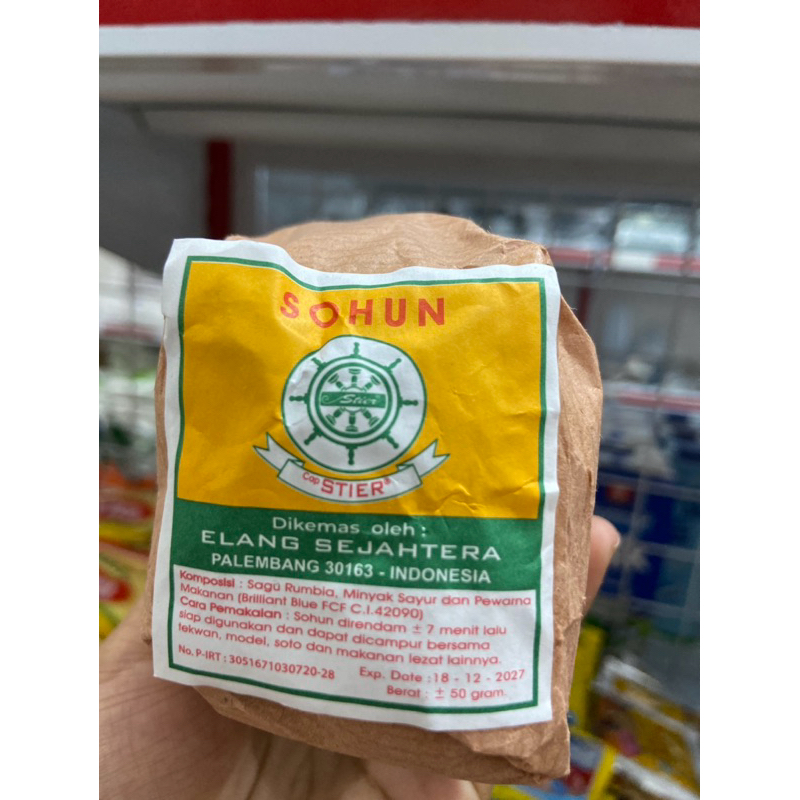 SOHUN
Stier
Cap STIER®
Dikemas oleh :
ELANG SEJAHTERA
PALEMBANG 30163 - INDONESIA
Komposisi : Sagu Rumbia, Minyak Sayur dan Pewarna
Makanan (Brilliant Blue FCF C.I.42090)
Cara Pemakaian : Sohun direndam ± 7 menit lalu
siap digunakan dan dapat dicampur bersama
tekwan, model, soto dan makanan lezat lainnya.
No. P-IRT : 3051671030720-28
Exp. Date :18 - 12 - 2027
Berat : ± 50 gram.